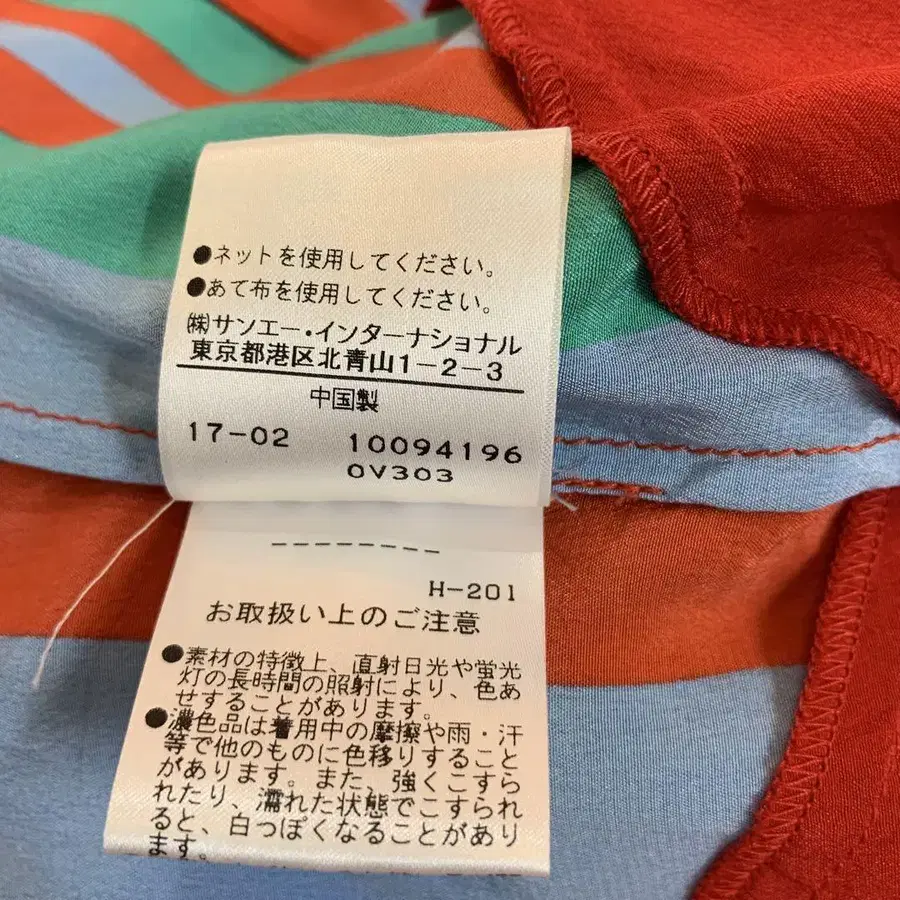 ●ネットを使用してください。
●あて布を使用してください。
㈱サンエー・インターナショナル
東京都港区北青山1-2-3
中国製
17-02 10094196
0V303
--------
H-201
お取扱い上のご注意
●素材の特徴上、直射日光や蛍光
灯の長時間の照射により、色あ
せすることがあります。
●濃色品は着用中の摩擦や雨・汗
等で他のものに色移りすること
があります。また、強くこすら
れたり、濡れた状態でこすられ
ると、白っぽくなることがあり
ます。